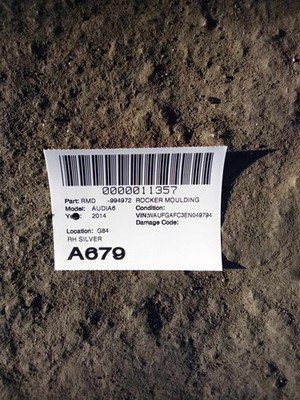 0000011357
Part: RMD -994972 ROCKER MOULDING
Model: AUDIA6 Condition:
2014 VIN:WAUFGAFC3EN049794
Damage Code:
Location: G84
RH SILVER
A679